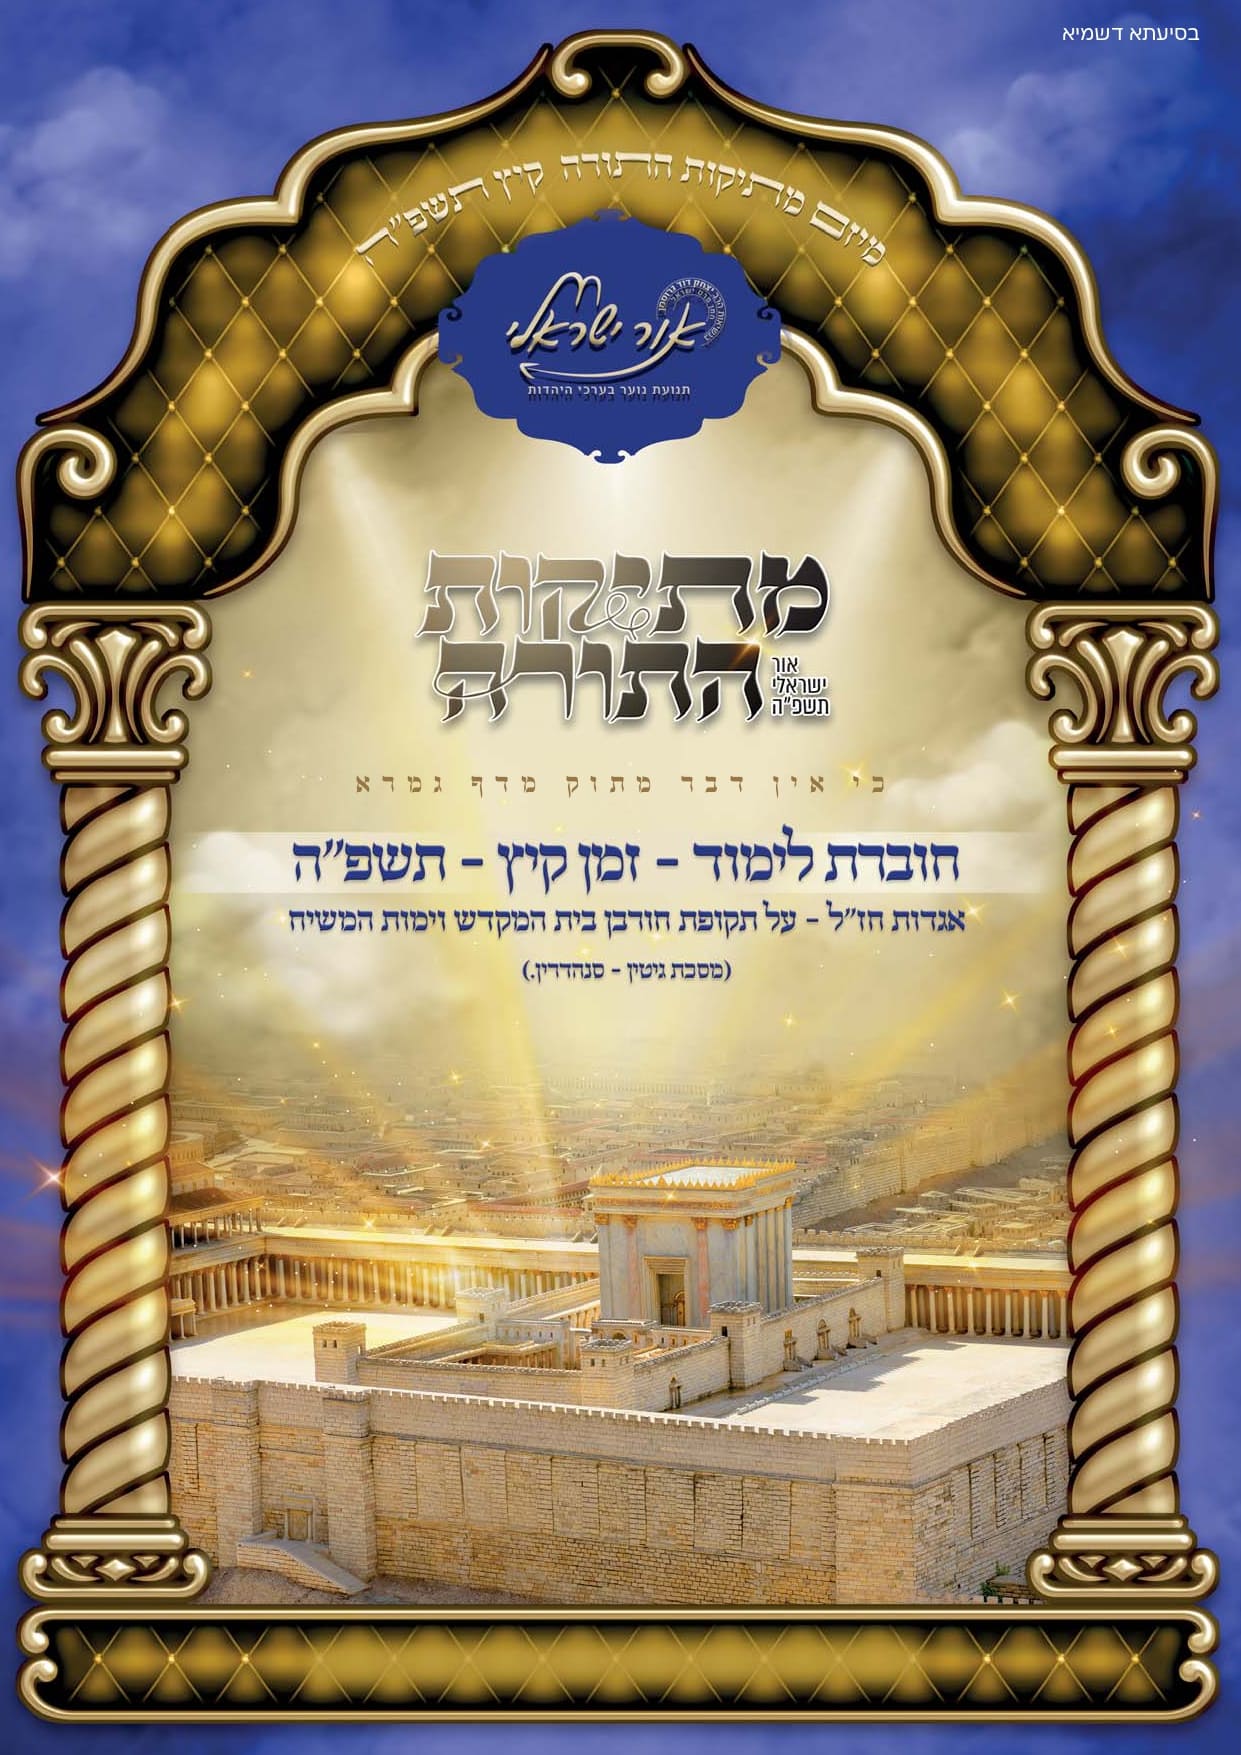 בסיעתא דשמיא
מיזם מתיקות התורה קיץ תשפ"ה
אור ישראלי
תנועת נוער בערכי היהדות
מתיקות
התורה
אור
ישראלי
תשפ"ה
כי אין דבר מתוק מדף גמרא
חוברת לימוד - זמן קיץ - תשפ"ה
אגדות חז"ל - על תקופת חורבן בית המקדש וימות המשיח
(מסכת גיטין - סנהדרין.)